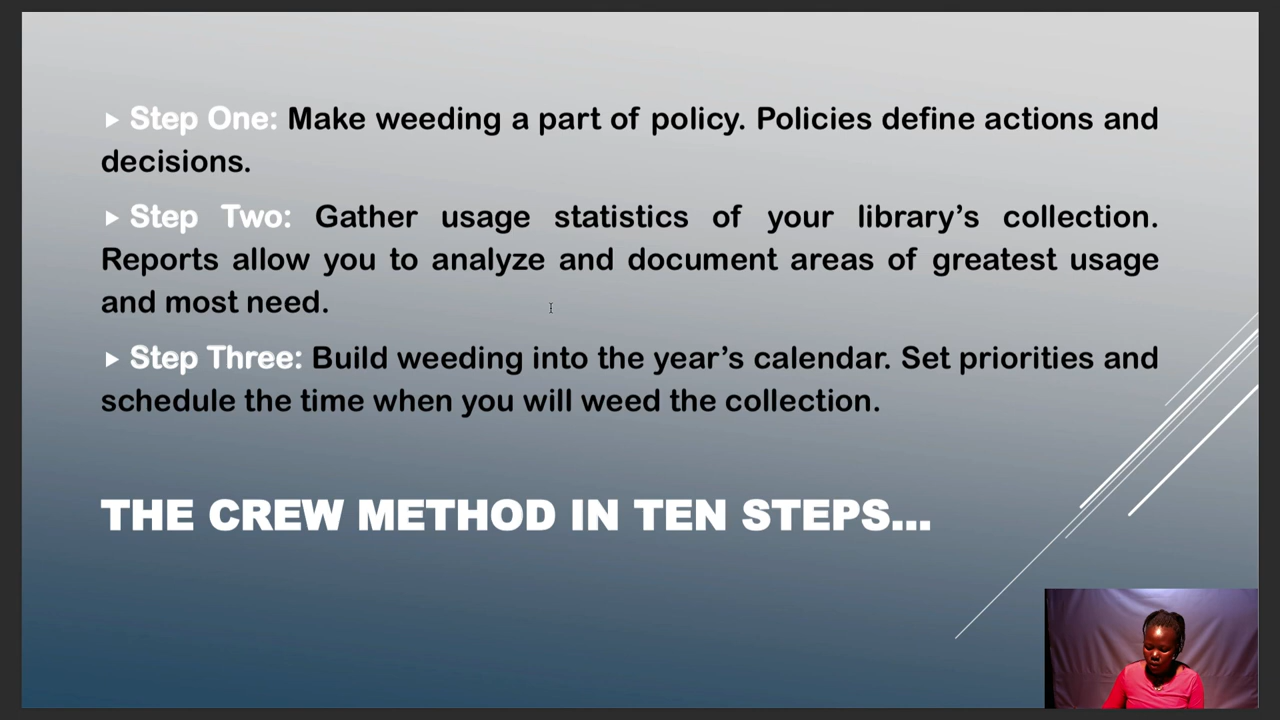 Step One: Make weeding a part of policy. Policies define actions and
decisions.
Step Two: Gather usage statistics of your library’s collection.
Reports allow you to analyze and document areas of greatest usage
and most need.
Step Three: Build weeding into the year’s calendar. Set priorities and
schedule the time when you will weed the collection.
THE CREW METHOD IN TEN STEPS...